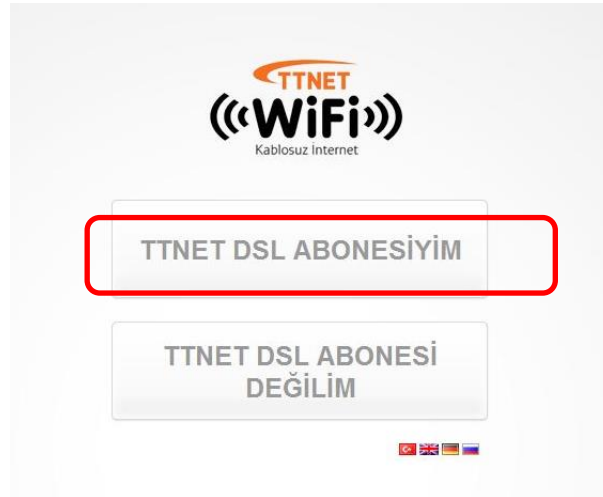 TTNET
WiFi
Kablosuz İnternet
TTNET DSL ABONESİYİM
TTNET DSL ABONESİ
DEĞİLİM